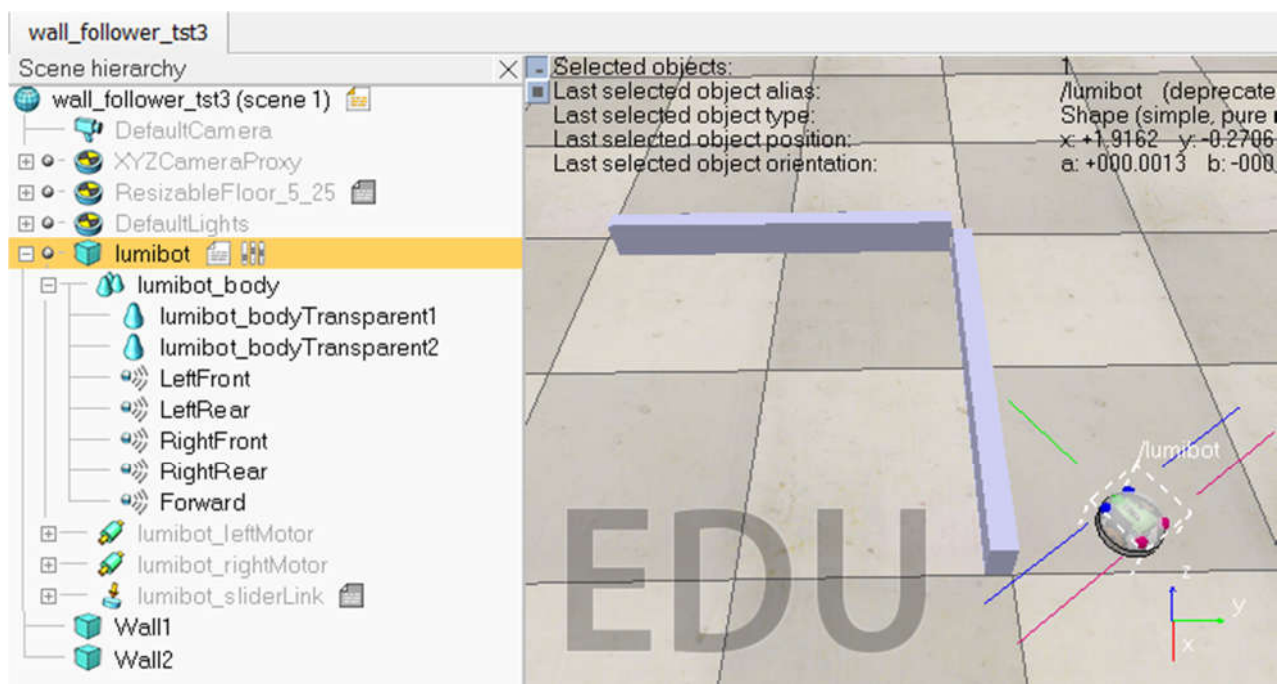 wall_follower_tst3
Scene hierarchy
wall_follower_tst3 (scene 1)
DefaultCamera
XYZCameraProxy
ResizableFloor_5_25
DefaultLights
lumibot
lumibot_body
lumibot_bodyTransparent1
lumibot_bodyTransparent2
LeftFront
LeftRear
RightFront
RightRear
Forward
lumibot_leftMotor
lumibot_rightMotor
lumibot_sliderLink
Wall1
Wall2
Selected objects: 1
Last selected object alias: /lumibot (deprecate
Last selected object type: Shape (simple, pure
Last selected object position: x: +1.9162 y: -0.2706
Last selected object orientation: a: +000.0013 b: -000
/lumibot
EDU
z
y
x